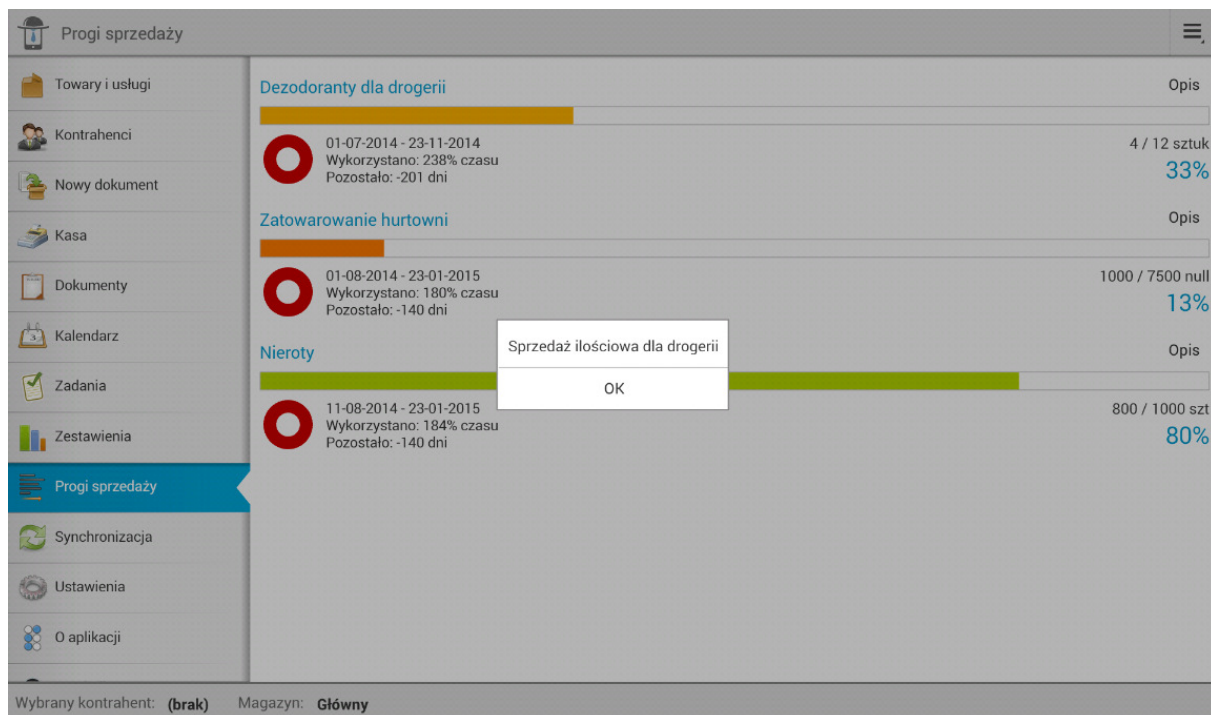 Progi sprzedaży
Towary i usługi
Kontrahenci
Nowy dokument
Kasa
Dokumenty
Kalendarz
Zadania
Zestawienia
Progi sprzedaży
Synchronizacja
Ustawienia
O aplikacji
Dezodoranty dla drogerii
Opis
01-07-2014 - 23-11-2014
Wykorzystano: 238% czasu
Pozostało: -201 dni
4 / 12 sztuk
33%
Zatowarowanie hurtowni
Opis
01-08-2014 - 23-01-2015
Wykorzystano: 180% czasu
Pozostało: -140 dni
1000 / 7500 null
13%
Nieroty
Opis
11-08-2014 - 23-01-2015
Wykorzystano: 184% czasu
Pozostało: -140 dni
800 / 1000 szt
80%
Sprzedaż ilościowa dla drogerii
OK
Wybrany kontrahent: (brak) Magazyn: Główny